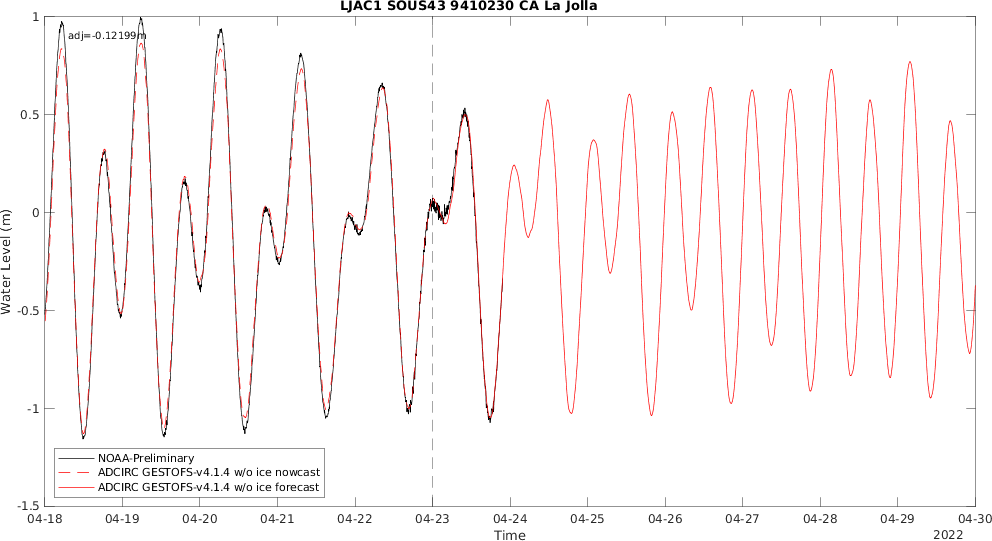 LJAC1 SOUS43 9410230 CA La Jolla
adj=-0.12199m
1
0.5
0
-0.5
-1
-1.5
Water Level (m)
NOAA-Preliminary
ADCIRC GESTOFS-v4.1.4 w/o ice nowcast
ADCIRC GESTOFS-v4.1.4 w/o ice forecast
04-18 04-19 04-20 04-21 04-22 04-23 04-24 04-25 04-26 04-27 04-28 04-29 04-30
Time
2022